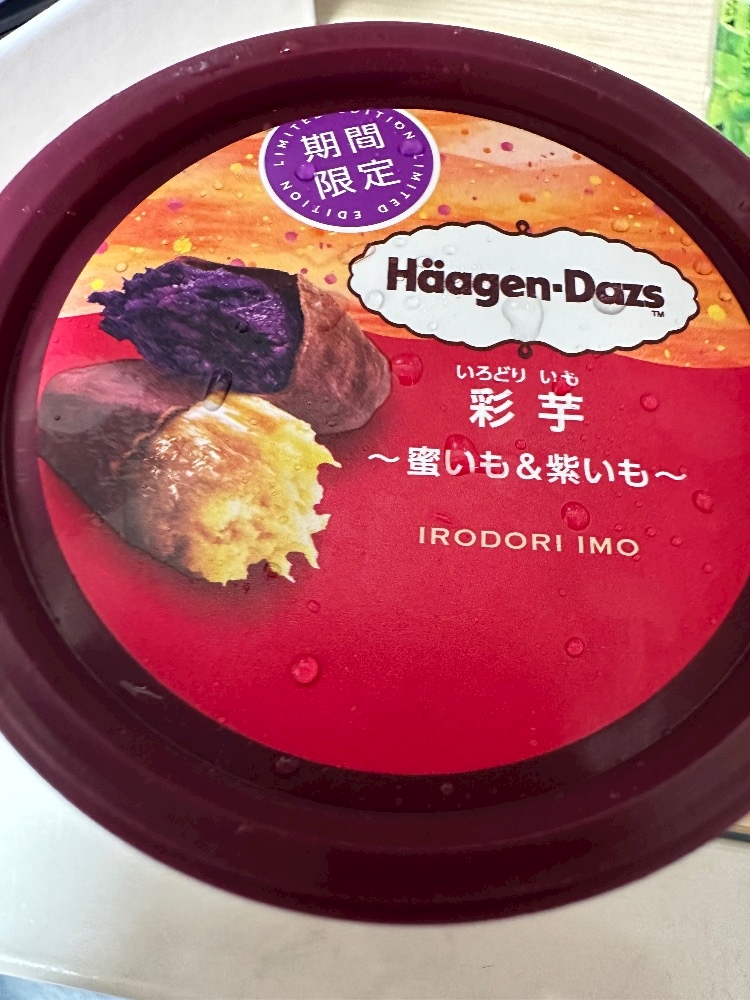 LIMITED EDITION
期間
限定
LIMITED EDITION
Häagen-Dazs
TM
いろどり いも
彩芋
～蜜いも&紫いも～
IRODORI IMO